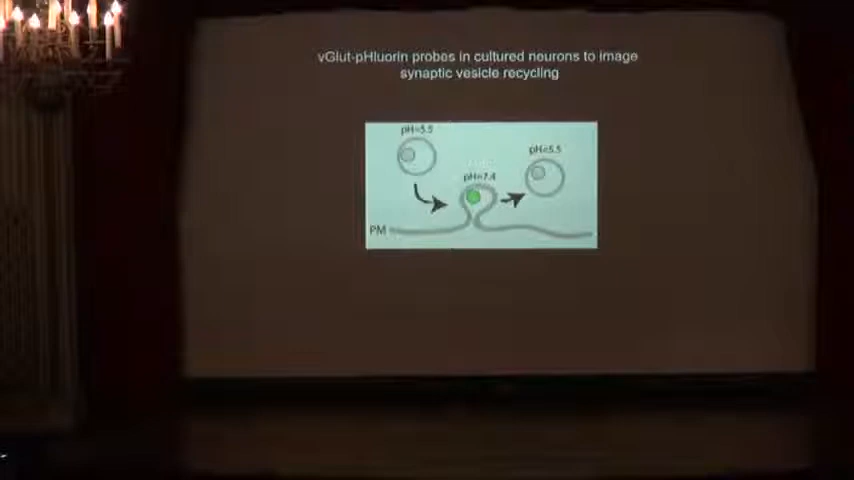 vGlut-pHluorin probes in cultured neurons to image
synaptic vesicle recycling
pH=5.5
pH=5.5
pH=7.4
PM